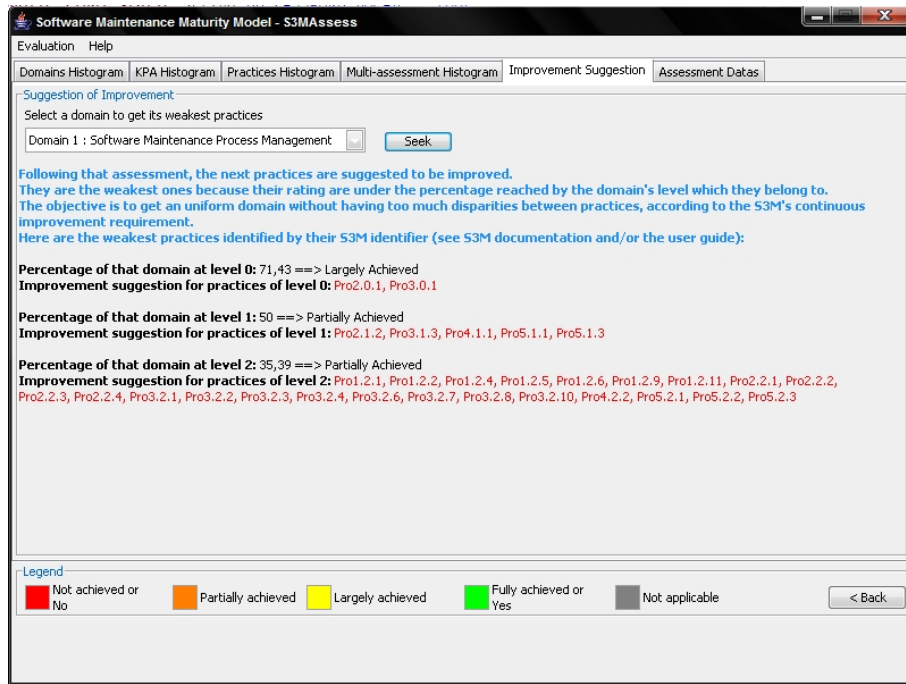 Software Maintenance Maturity Model - S3MAssess
Evaluation Help
Domains Histogram KPA Histogram Practices Histogram Multi-assessment Histogram Improvement Suggestion Assessment Datas
Suggestion of Improvement
Select a domain to get its weakest practices
Domain 1 : Software Maintenance Process Management Seek
Following that assessment, the next practices are suggested to be improved.
They are the weakest ones because their rating are under the percentage reached by the domain's level which they belong to.
The objective is to get an uniform domain without having too much disparities between practices, according to the S3M's continuous
improvement requirement.
Here are the weakest practices identified by their S3M identifier (see S3M documentation and/or the user guide):
Percentage of that domain at level 0: 71,43 ==> Largely Achieved
Improvement suggestion for practices of level 0: Pro2.0.1, Pro3.0.1
Percentage of that domain at level 1: 50 ==> Partially Achieved
Improvement suggestion for practices of level 1: Pro2.1.2, Pro3.1.3, Pro4.1.1, Pro5.1.1, Pro5.1.3
Percentage of that domain at level 2: 35,39 ==> Partially Achieved
Improvement suggestion for practices of level 2: Pro1.2.1, Pro1.2.2, Pro1.2.4, Pro1.2.5, Pro1.2.6, Pro1.2.9, Pro1.2.11, Pro2.2.1, Pro2.2.2,
Pro2.2.3, Pro2.2.4, Pro3.2.1, Pro3.2.2, Pro3.2.3, Pro3.2.4, Pro3.2.6, Pro3.2.7, Pro3.2.8, Pro3.2.10, Pro4.2.2, Pro5.2.1, Pro5.2.2, Pro5.2.3
Legend
Not achieved or
No
Partially achieved
Largely achieved
Fully achieved or
Yes
Not applicable
< Back